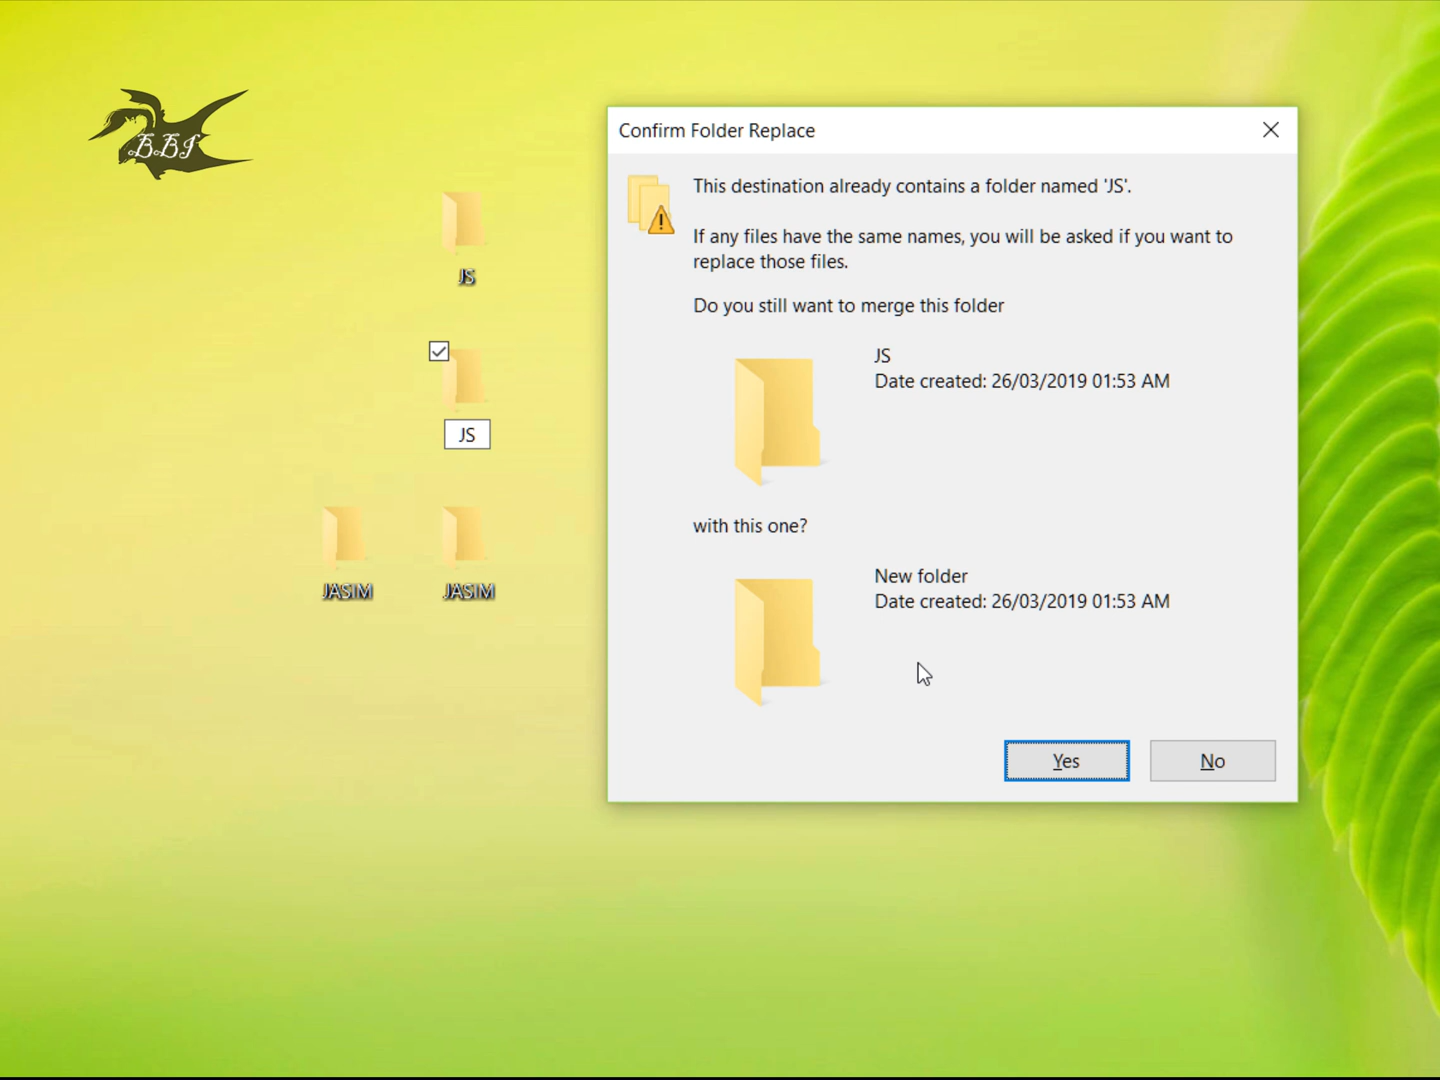 BBJ
JS
JS
JASIM
JASIM
Confirm Folder Replace
This destination already contains a folder named 'JS'.
If any files have the same names, you will be asked if you want to
replace those files.
Do you still want to merge this folder
JS
Date created: 26/03/2019 01:53 AM
with this one?
New folder
Date created: 26/03/2019 01:53 AM
Yes
No